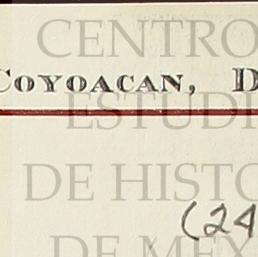 CENTRO
COYOACAN, D
ESTUDI
DE HISTO
(24
DE MEX